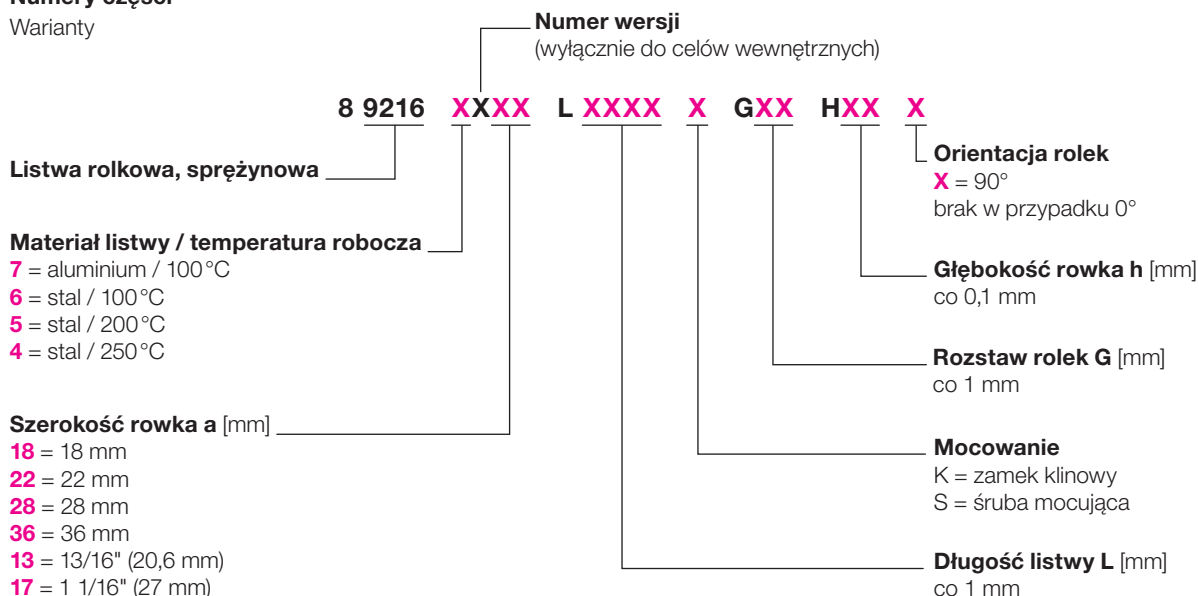 Numery części
Warianty
Numer wersji
(wyłącznie do celów wewnętrznych)
8 9216 XXXX L XXXX X GXX HXX X
Listwa rolkowa, sprężynowa
Materiał listwy / temperatura robocza
7 = aluminium / 100 °C
6 = stal / 100 °C
5 = stal / 200 °C
4 = stal / 250 °C
Szerokość rowka a [mm]
18 = 18 mm
22 = 22 mm
28 = 28 mm
36 = 36 mm
13 = 13/16" (20,6 mm)
17 = 1 1/16" (27 mm)
Orientacja rolek
X = 90°
brak w przypadku 0°
Głębokość rowka h [mm]
co 0,1 mm
Rozstaw rolek G [mm]
co 1 mm
Mocowanie
K = zamek klinowy
S = śruba mocująca
Długość listwy L [mm]
co 1 mm